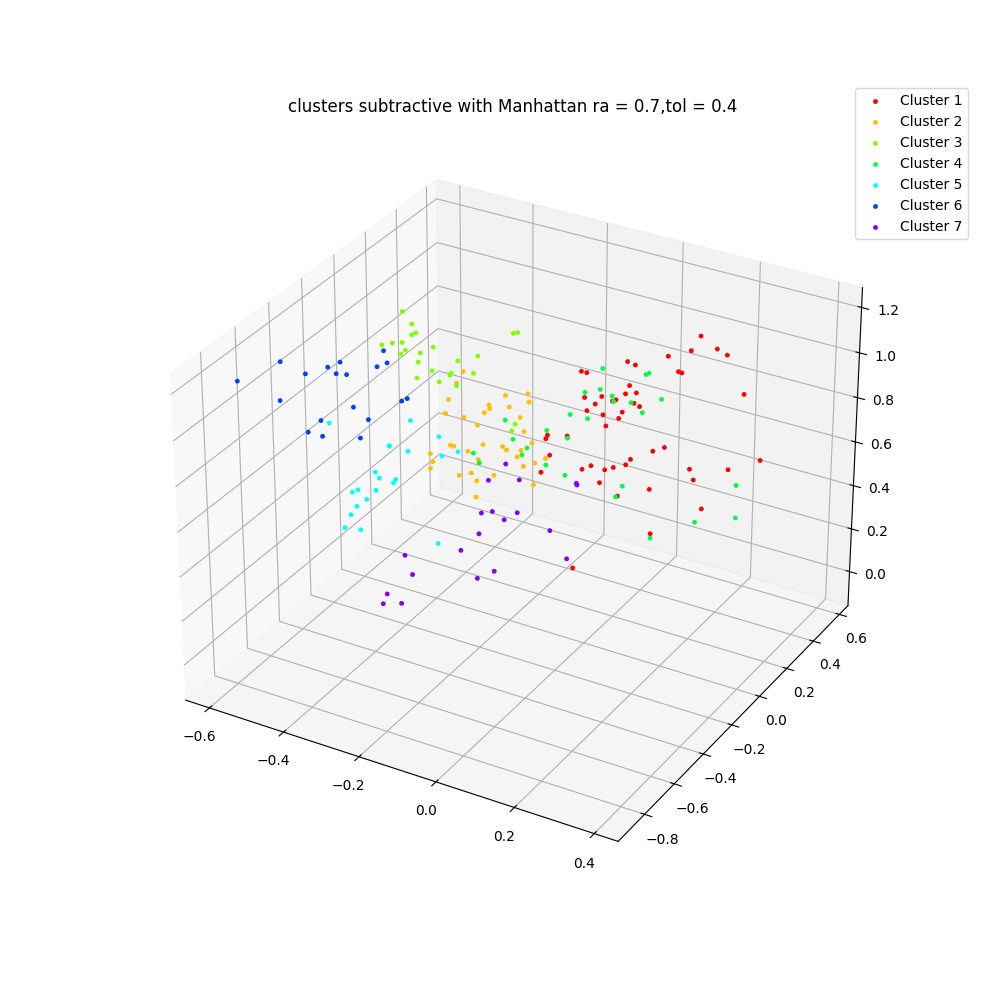 clusters subtractive with Manhattan ra = 0.7,tol = 0.4
Cluster 1
Cluster 2
Cluster 3
Cluster 4
Cluster 5
Cluster 6
Cluster 7
1.2
1.0
0.8
0.6
0.4
0.2
0.0
0.6
0.4
0.2
0.0
−0.2
−0.4
−0.6
−0.8
−0.6
−0.4
−0.2
0.0
0.2
0.4